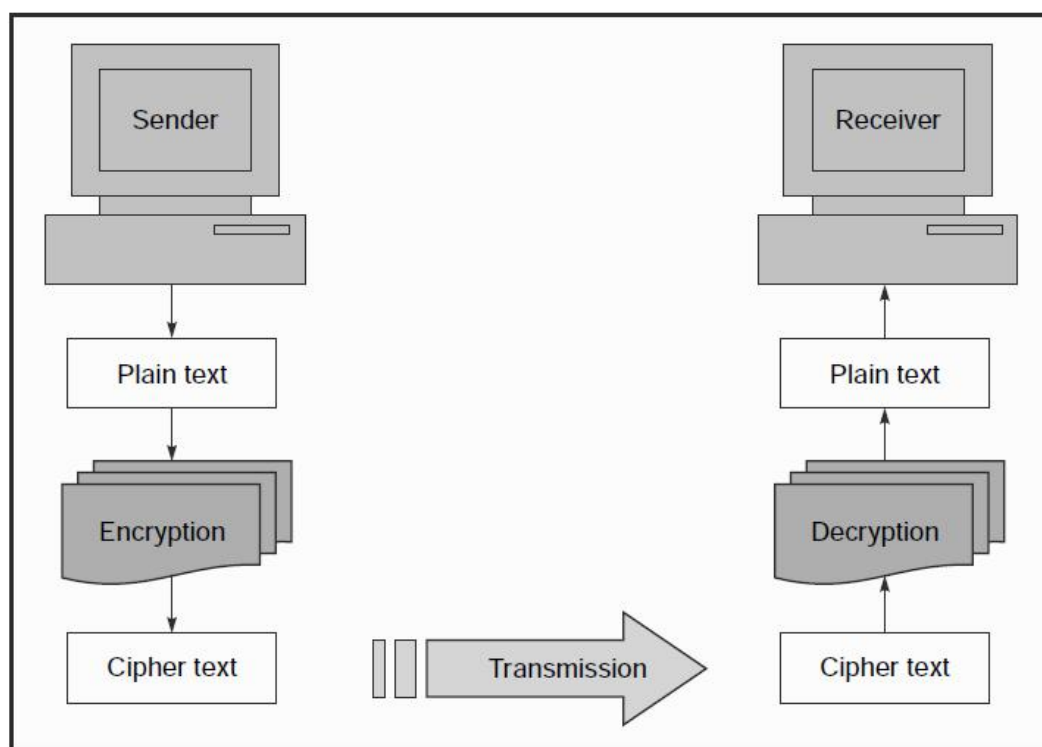 Sender
Receiver
Plain text
Plain text
Encryption
Decryption
Cipher text
Transmission
Cipher text